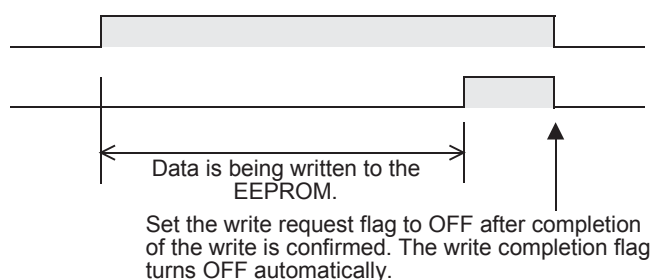 Data is being written to the
EEPROM.
Set the write request flag to OFF after completion
of the write is confirmed. The write completion flag
turns OFF automatically.